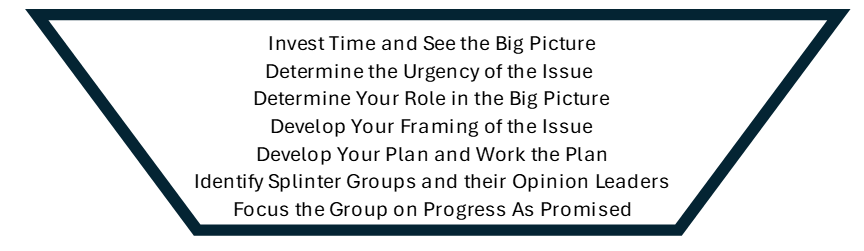 Invest Time and See the Big Picture
Determine the Urgency of the Issue
Determine Your Role in the Big Picture
Develop Your Framing of the Issue
Develop Your Plan and Work the Plan
Identify Splinter Groups and their Opinion Leaders
Focus the Group on Progress As Promised